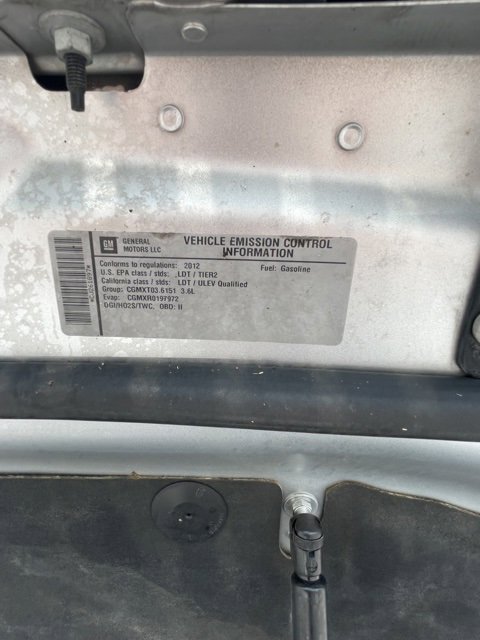 GM
GENERAL
MOTORS LLC
VEHICLE EMISSION CONTROL
INFORMATION
Conforms to regulations: 2012
Fuel: Gasoline
U.S. EPA class / stds: LDT / TIER2
California class / stds: LDT / ULEV Qualified
Group: CGMXT03.6151 3.6L
Evap: CGMXR0197972
DGI/HO2S/TWC, OBD: II